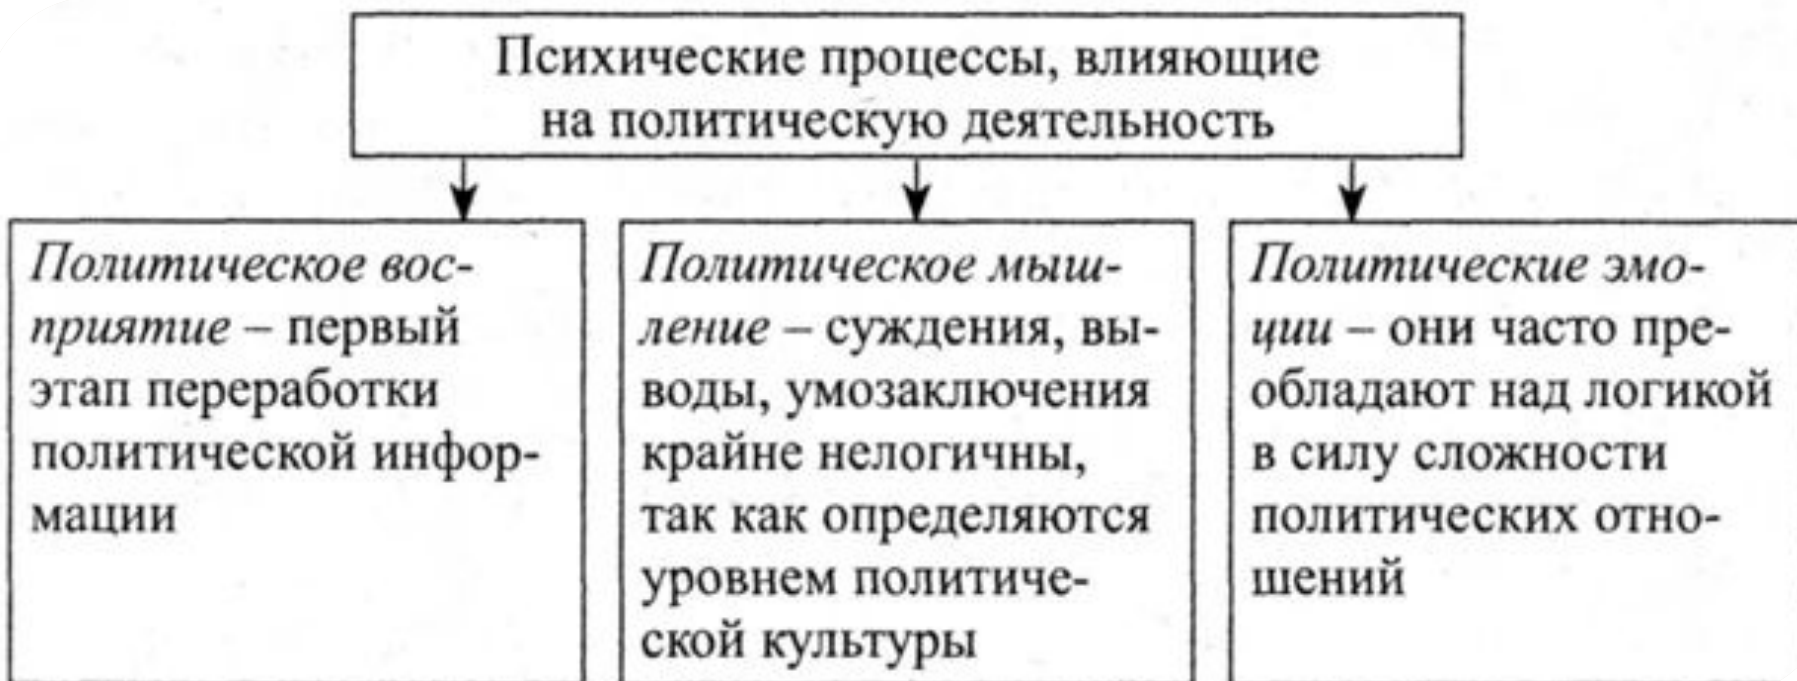 Психические процессы, влияющие
на политическую деятельность
Политическое вос-
приятие – первый
этап переработки
политической инфор-
мации
Политическое мыш-
ление – суждения, вы-
воды, умозаключения
крайне нелогичны,
так как определяются
уровнем политиче-
ской культуры
Политические эмо-
ции – они часто пре-
обладают над логикой
в силу сложности
политических отно-
шений